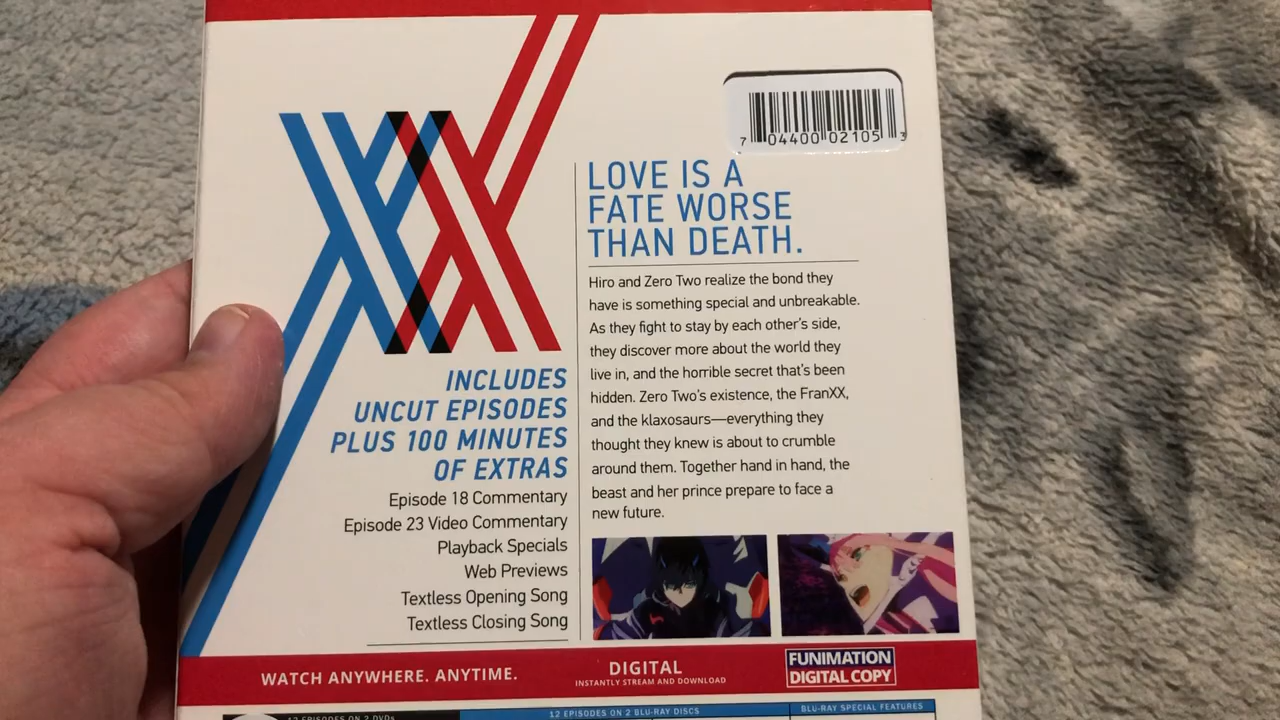 7 04400 02105 3
LOVE IS A
FATE WORSE
THAN DEATH.
Hiro and Zero Two realize the bond they
have is something special and unbreakable.
As they fight to stay by each other's side,
they discover more about the world they
live in, and the horrible secret that's been
hidden. Zero Two's existence, the FranXX,
and the klaxosaurs—everything they
thought they knew is about to crumble
around them. Together hand in hand, the
beast and her prince prepare to face a
new future.
INCLUDES
UNCUT EPISODES
PLUS 100 MINUTES
OF EXTRAS
Episode 18 Commentary
Episode 23 Video Commentary
Playback Specials
Web Previews
Textless Opening Song
Textless Closing Song
WATCH ANYWHERE. ANYTIME.
DIGITAL
INSTANTLY STREAM AND DOWNLOAD
FUNIMATION
DIGITAL COPY
12 EPISODES ON 2 DVDs
12 EPISODES ON 2 BLU-RAY DISCS
BLU-RAY SPECIAL FEATURES